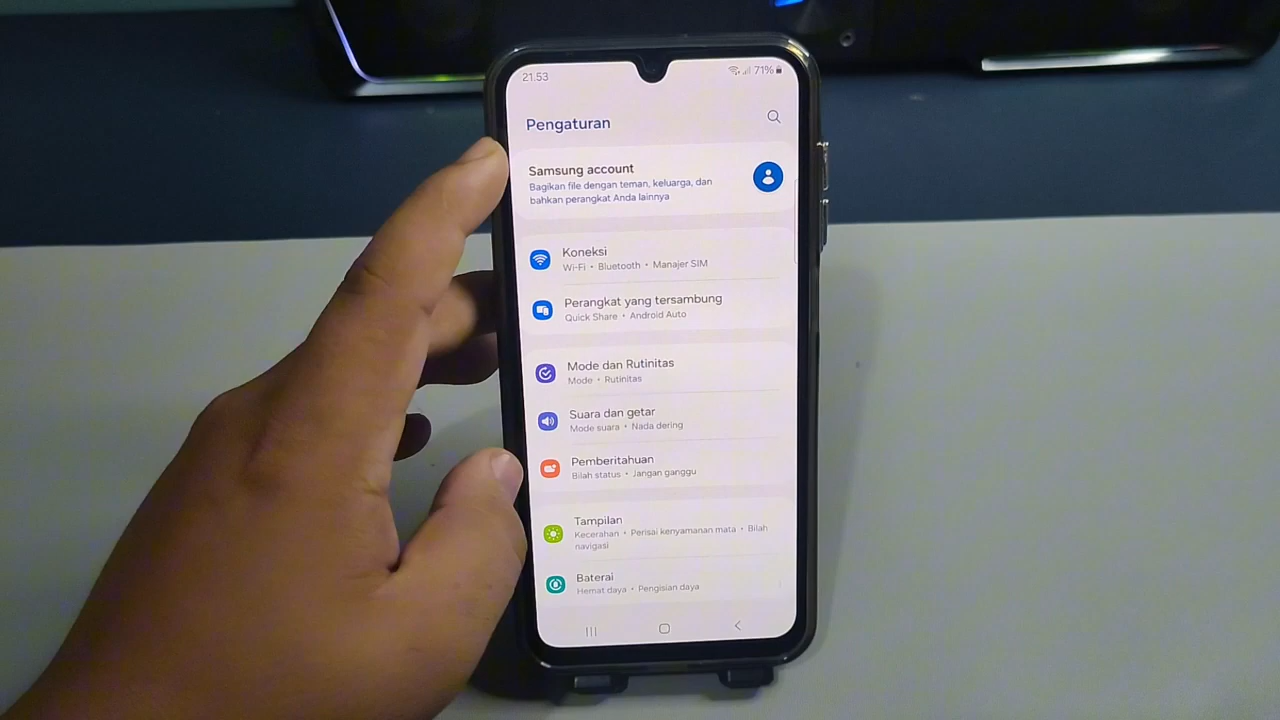 21.53
71%
Pengaturan
Samsung account
Bagikan file dengan teman, keluarga, dan
bahkan perangkat Anda lainnya
Koneksi
Wi-Fi • Bluetooth • Manajer SIM
Perangkat yang tersambung
Quick Share • Android Auto
Mode dan Rutinitas
Mode • Rutinitas
Suara dan getar
Mode suara • Nada dering
Pemberitahuan
Bilah status • Jangan ganggu
Tampilan
Kecerahan • Perisai kenyamanan mata • Bilah
navigasi
Baterai
Hemat daya • Pengisian daya